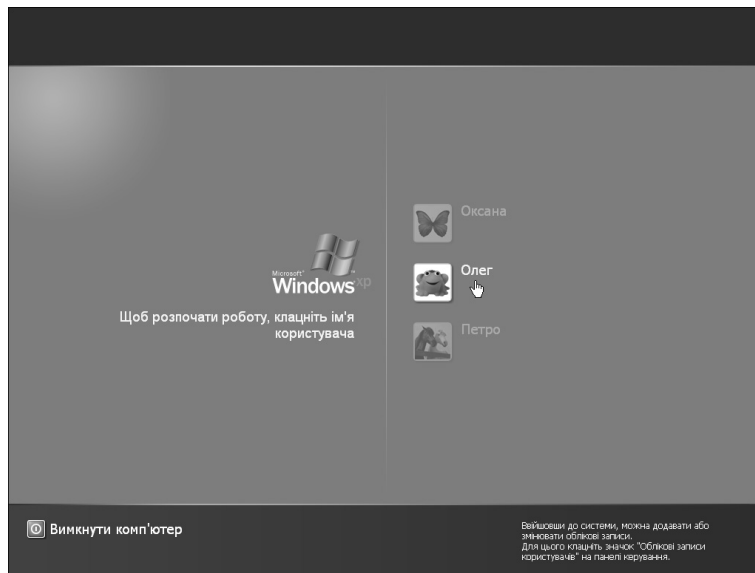 Microsoft
Windows xp
Щоб розпочати роботу, клацніть ім'я
користувача
Оксана
Олег
Петро
Вимкнути комп'ютер
Ввійшовши до системи, можна додавати або
змінювати облікові записи.
Для цього клацніть значок "Облікові записи
користувачів" на панелі керування.